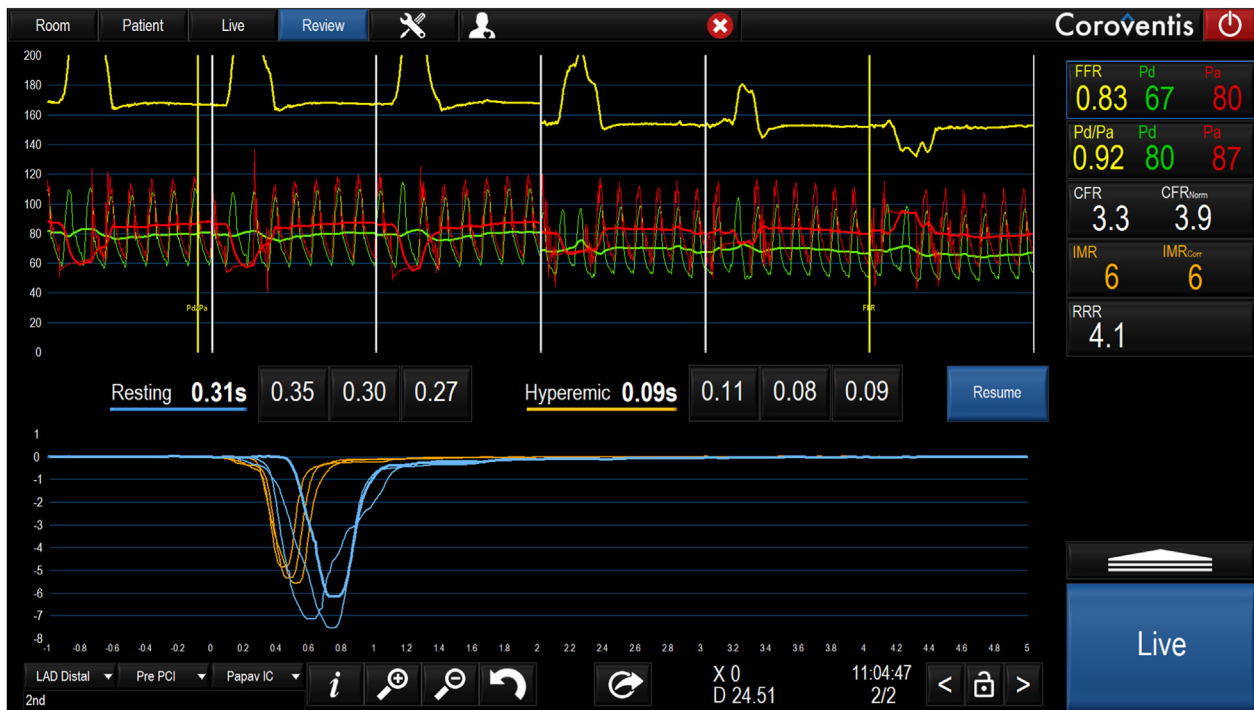 Room Patient Live Review Coroventis
200
180
160
140
120
100
80
60
40
20
0
Pd/Pa
FFR
FFR Pd Pa
0.83 67 80
Pd/Pa Pd Pa
0.92 80 87
CFR CFRNorm
3.3 3.9
IMR IMRCorr
6 6
RRR
4.1
Resting 0.31s 0.35 0.30 0.27 Hyperemic 0.09s 0.11 0.08 0.09 Resume
1
0
-1
-2
-3
-4
-5
-6
-7
-8
-1 -0.8 -0.6 -0.4 -0.2 0 0.2 0.4 0.6 0.8 1 1.2 1.4 1.6 1.8 2 2.2 2.4 2.6 2.8 3 3.2 3.4 3.6 3.8 4 4.2 4.4 4.6 4.8 5
Live
LAD Distal Pre PCI Papav IC i X 0 11:04:47 < >
2nd D 24.51 2/2